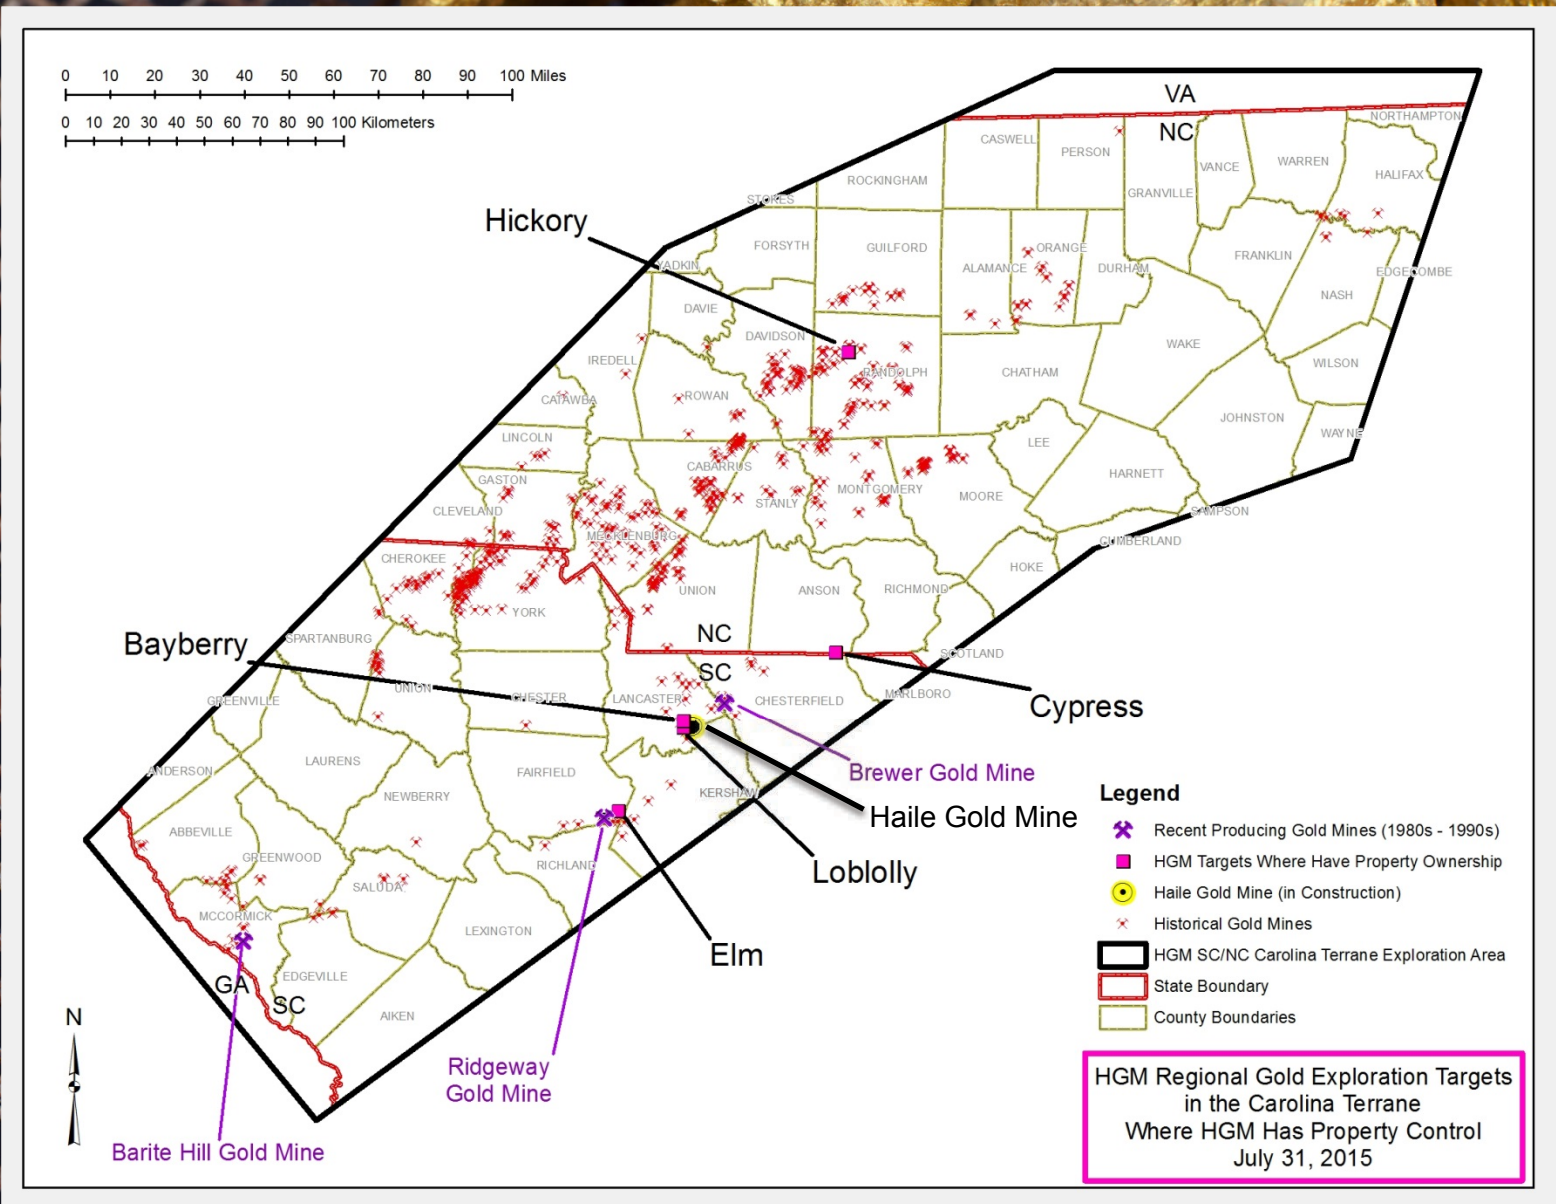 0 10 20 30 40 50 60 70 80 90 100 Miles
0 10 20 30 40 50 60 70 80 90 100 Kilometers
VA
NC
NORTHAMPTON
CASWELL
PERSON
VANCE
WARREN
HALIFAX
ROCKINGHAM
GRANVILLE
STOKES
Hickory
FORSYTH
GUILFORD
ORANGE
ALAMANCE
DURHAM
FRANKLIN
EDGECOMBE
YADKIN
NASH
DAVIE
DAVIDSON
WAKE
IREDELL
RANDOLPH
CHATHAM
WILSON
CATAWBA
ROWAN
JOHNSTON
WAYNE
LINCOLN
LEE
CABARRUS
HARNETT
GASTON
STANLY
MONTGOMERY
MOORE
CLEVELAND
SAMPSON
MECKLENBURG
CUMBERLAND
CHEROKEE
HOKE
UNION
ANSON
RICHMOND
YORK
Bayberry
SPARTANBURG
NC
SC
SCOTLAND
UNION
CHESTER
LANCASTER
CHESTERFIELD
MARLBORO
GREENVILLE
Cypress
ANDERSON
LAURENS
FAIRFIELD
Brewer Gold Mine
NEWBERRY
KERSHAW
Haile Gold Mine
ABBEVILLE
GREENWOOD
RICHLAND
Loblolly
SALUDA
MCCORMICK
LEXINGTON
Elm
EDGEVILLE
GA
SC
AIKEN
N
Ridgeway
Gold Mine
Barite Hill Gold Mine
Legend
Recent Producing Gold Mines (1980s - 1990s)
HGM Targets Where Have Property Ownership
Haile Gold Mine (in Construction)
Historical Gold Mines
HGM SC/NC Carolina Terrane Exploration Area
State Boundary
County Boundaries
HGM Regional Gold Exploration Targets
in the Carolina Terrane
Where HGM Has Property Control
July 31, 2015